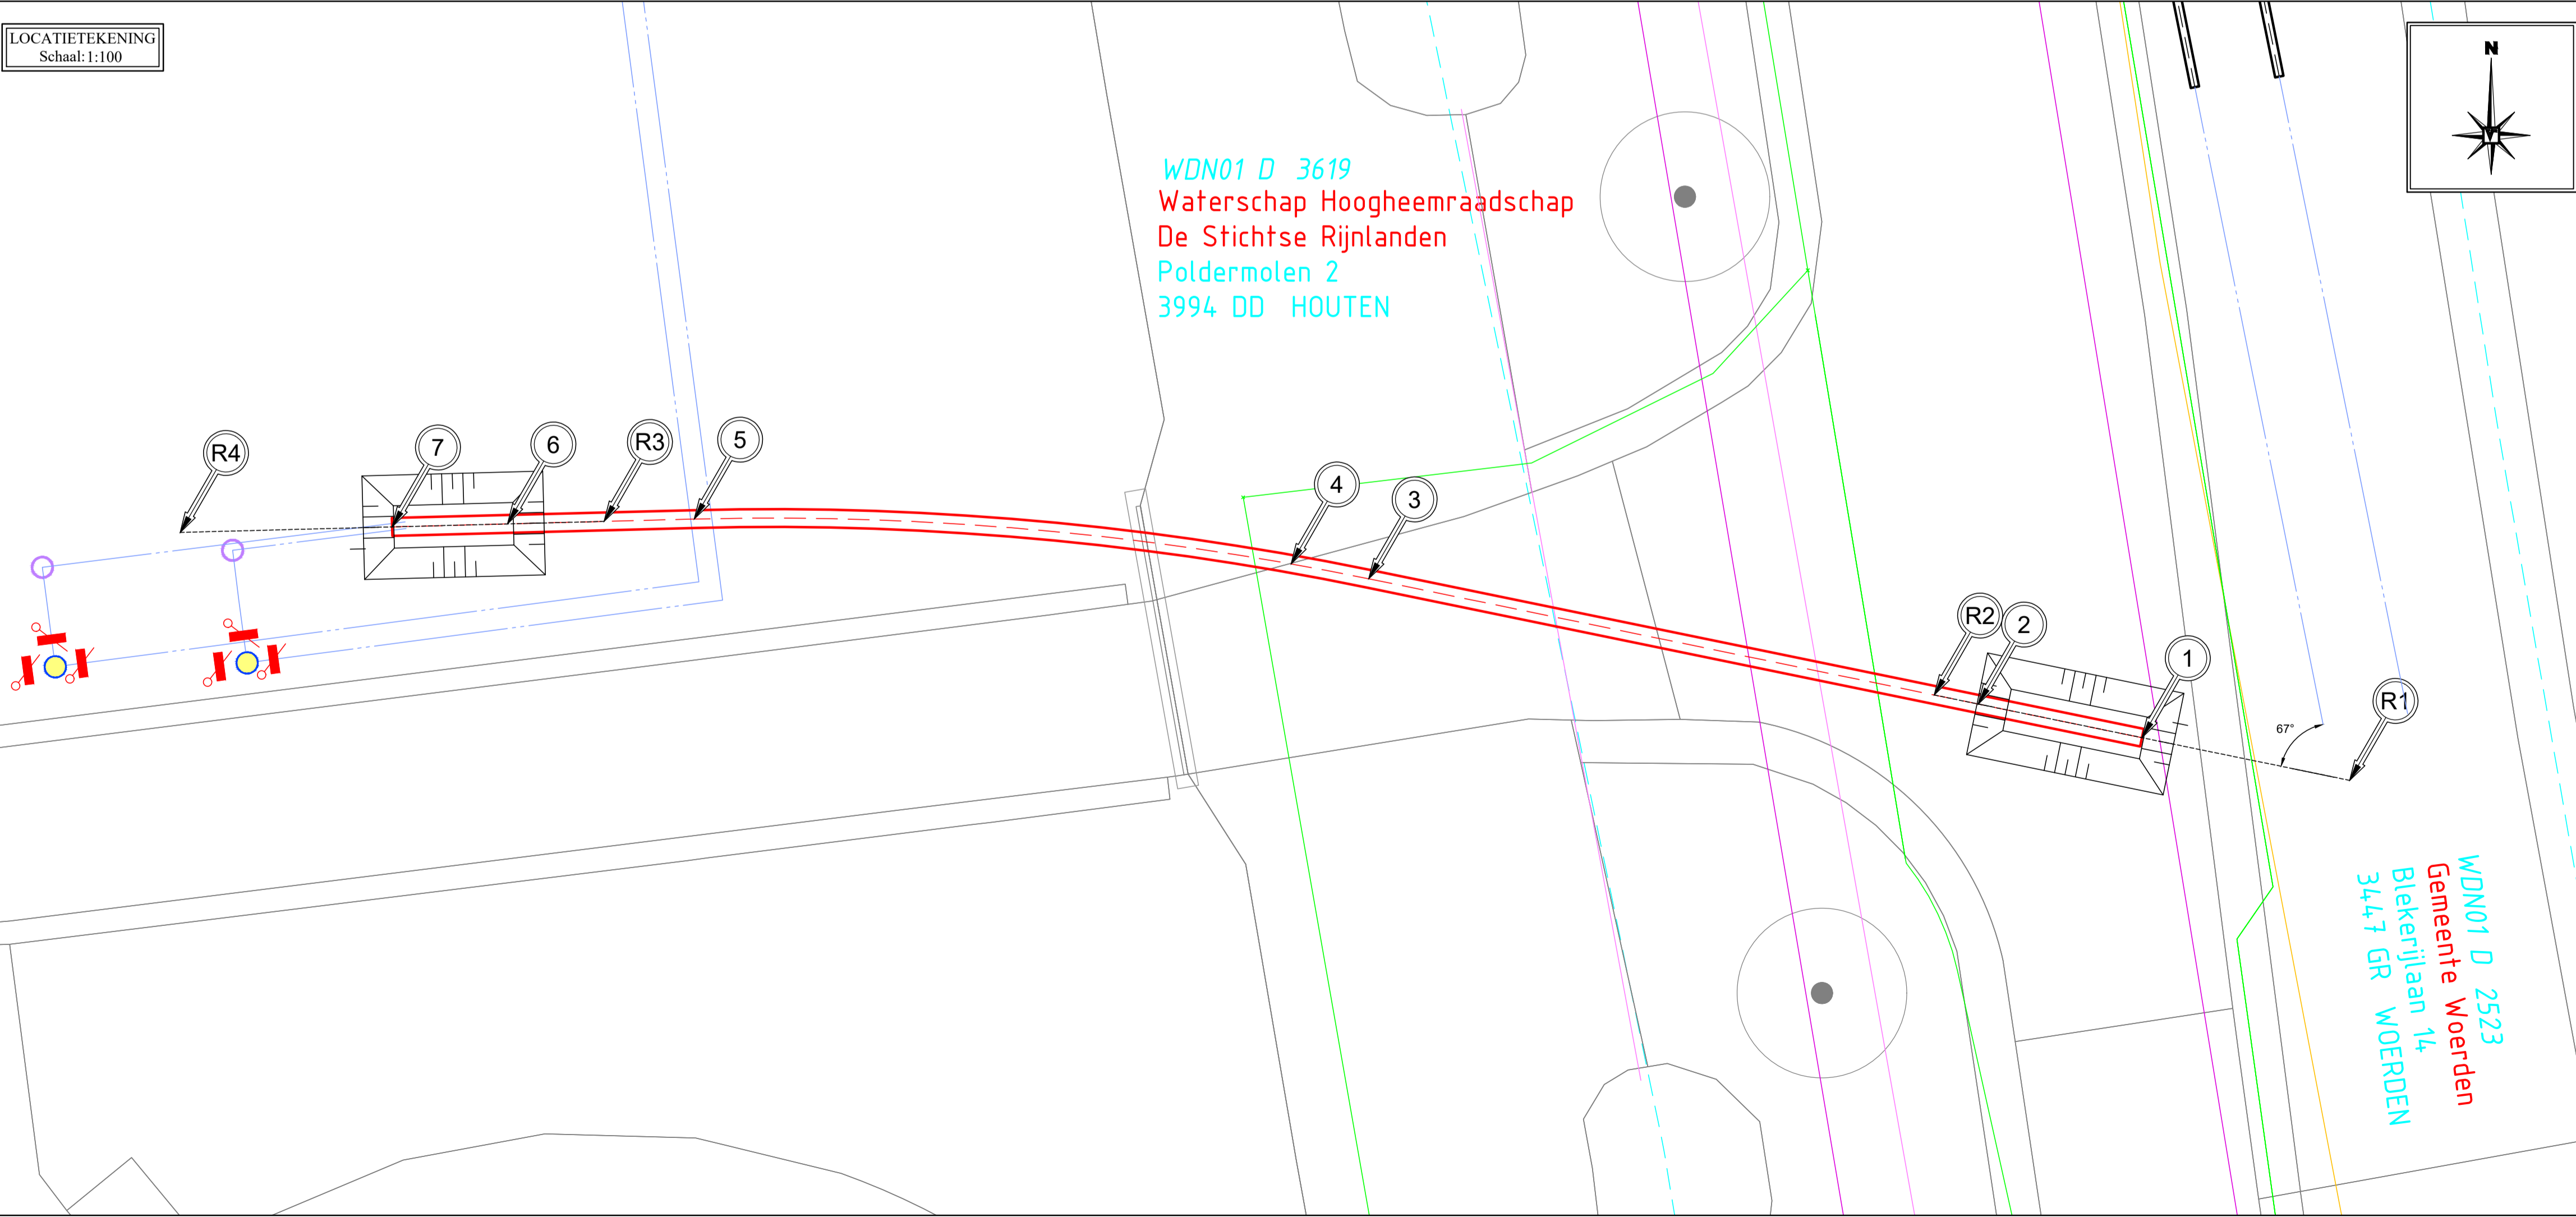 LOCATIETEKENING
Schaal:1:100
N
WDN01 D 3619
Waterschap Hoogheemraadschap
De Stichtse Rijnlanden
Poldermolen 2
3994 DD HOUTEN
R4
7
6
R3
5
4
3
R2
2
1
R1
67°
WDN01 D 2523
Gemeente Woerden
Blekerijlaan 14
3447 GR WOERDEN